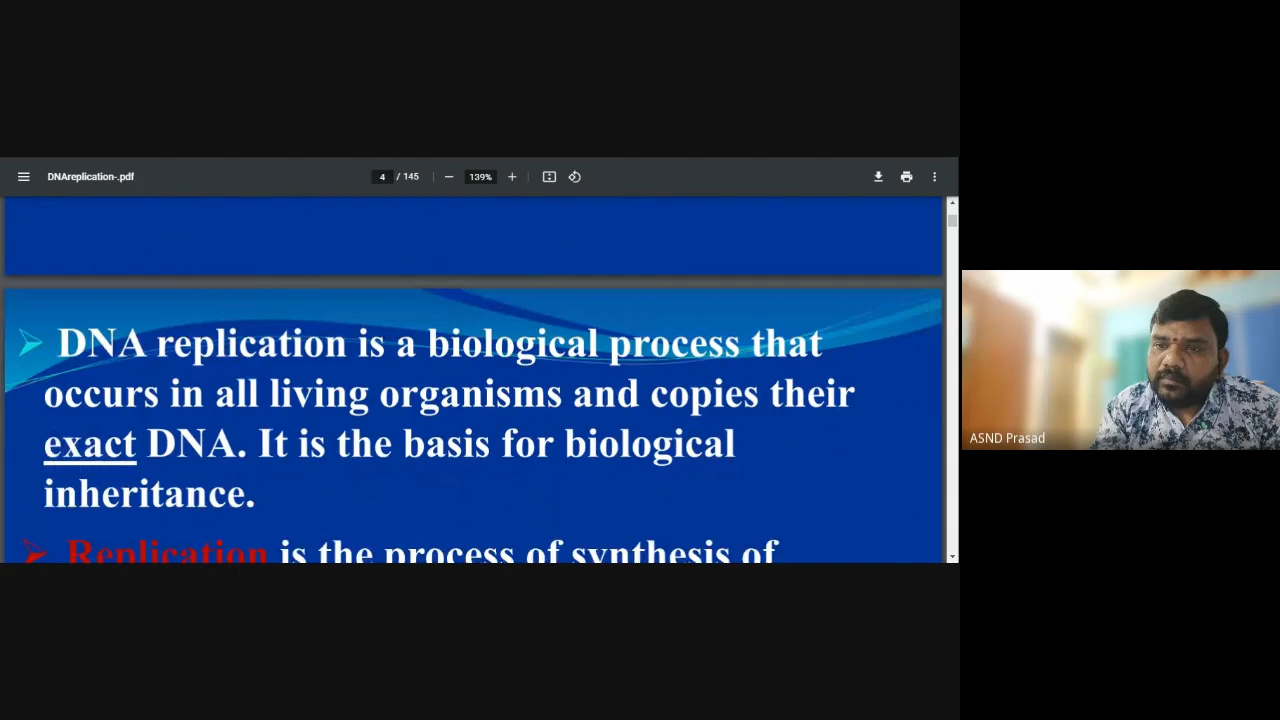 DNAreplication-.pdf
4 / 145
139%
DNA replication is a biological process that
occurs in all living organisms and copies their
exact DNA. It is the basis for biological
inheritance.
Replication is the process of synthesis of
ASND Prasad